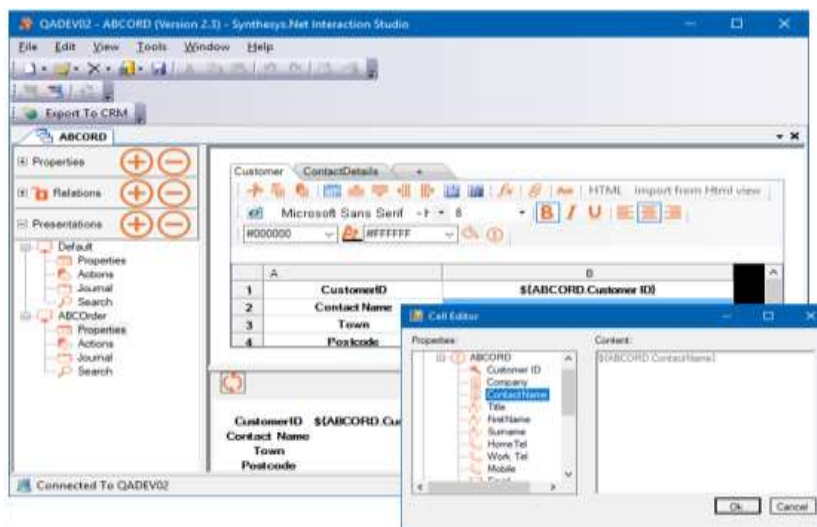 QADEV02 - ABCORD (Version 2.3) - Synthesys.Net Interaction Studio
File Edit View Tools Window Help
Export To CRM
ABCORD
Properties
Relations
Presentations
Default
Properties
Actions
Journal
Search
ABCOrder
Properties
Actions
Journal
Search
Customer ContactDetails +
HTML Import from Html view
Microsoft Sans Serif 8 B I U
#000000 #FFFFFF
A B
1 CustomerID ${ABCORD.Customer ID}
2 Contact Name
3 Town
4 Postcode
CustomerID ${ABCORD.Cu
Contact Name
Town
Postcode
Cell Editor
Properties: Content:
ABCORD
Customer ID
Company
ContactName
Title
FirstName
Surname
Home Tel
Work Tel
Mobile
${ABCORD.ContactName}
Ok Cancel
Connected To QADEV02